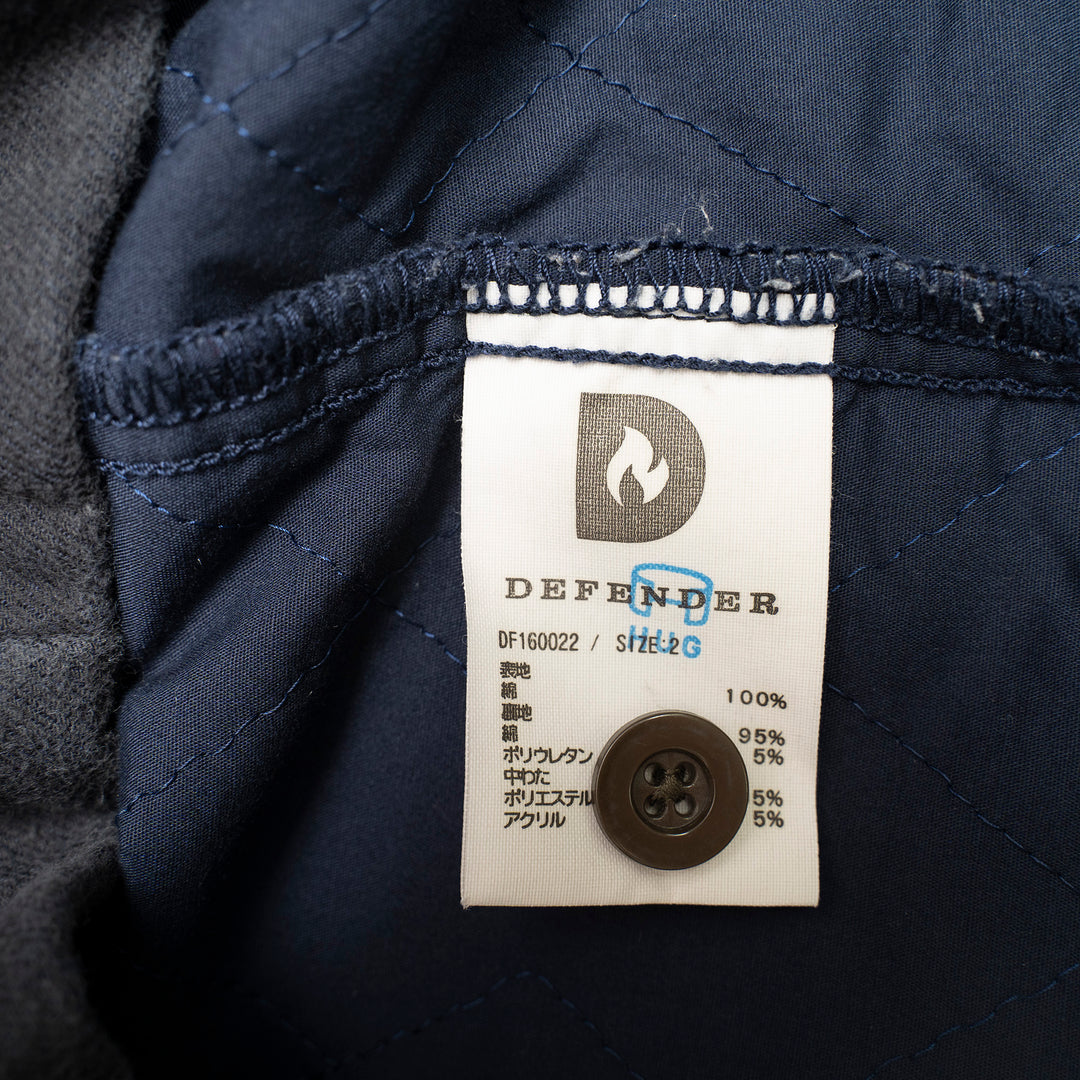 D
DEFENDER
HUG
DF160022 / SIZE:2
表地
綿 100%
裏地
綿 95%
ポリウレタン 5%
中わた
ポリエステル 5%
アクリル 5%